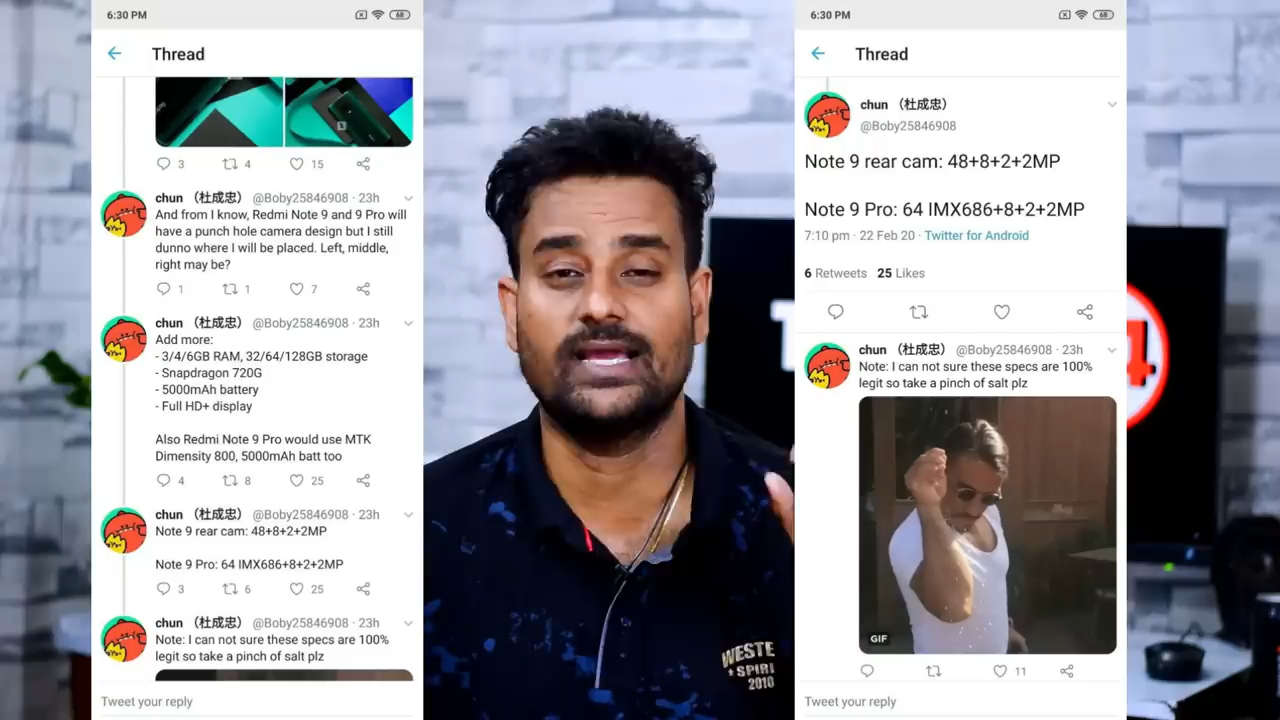 6:30 PM
68
Thread
3
4
15
chun （杜成忠） @Boby25846908 · 23h
And from I know, Redmi Note 9 and 9 Pro will
have a punch hole camera design but I still
dunno where I will be placed. Left, middle,
right may be?
1
1
7
chun （杜成忠） @Boby25846908 · 23h
Add more:
- 3/4/6GB RAM, 32/64/128GB storage
- Snapdragon 720G
- 5000mAh battery
- Full HD+ display
Also Redmi Note 9 Pro would use MTK
Dimensity 800, 5000mAh batt too
4
8
25
chun （杜成忠） @Boby25846908 · 23h
Note 9 rear cam: 48+8+2+2MP
Note 9 Pro: 64 IMX686+8+2+2MP
3
6
25
chun （杜成忠） @Boby25846908 · 23h
Note: I can not sure these specs are 100%
legit so take a pinch of salt plz
Tweet your reply
WESTE
★SPIRI
2010
6:30 PM
68
Thread
chun （杜成忠）
@Boby25846908
Note 9 rear cam: 48+8+2+2MP
Note 9 Pro: 64 IMX686+8+2+2MP
7:10 pm · 22 Feb 20 · Twitter for Android
6 Retweets 25 Likes
chun （杜成忠） @Boby25846908 · 23h
Note: I can not sure these specs are 100%
legit so take a pinch of salt plz
GIF
11
Tweet your reply
4